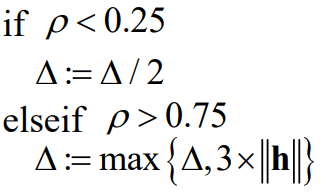 if ρ < 0.25
Δ := Δ / 2
elseif ρ > 0.75
Δ := max {Δ, 3 × ‖h‖}